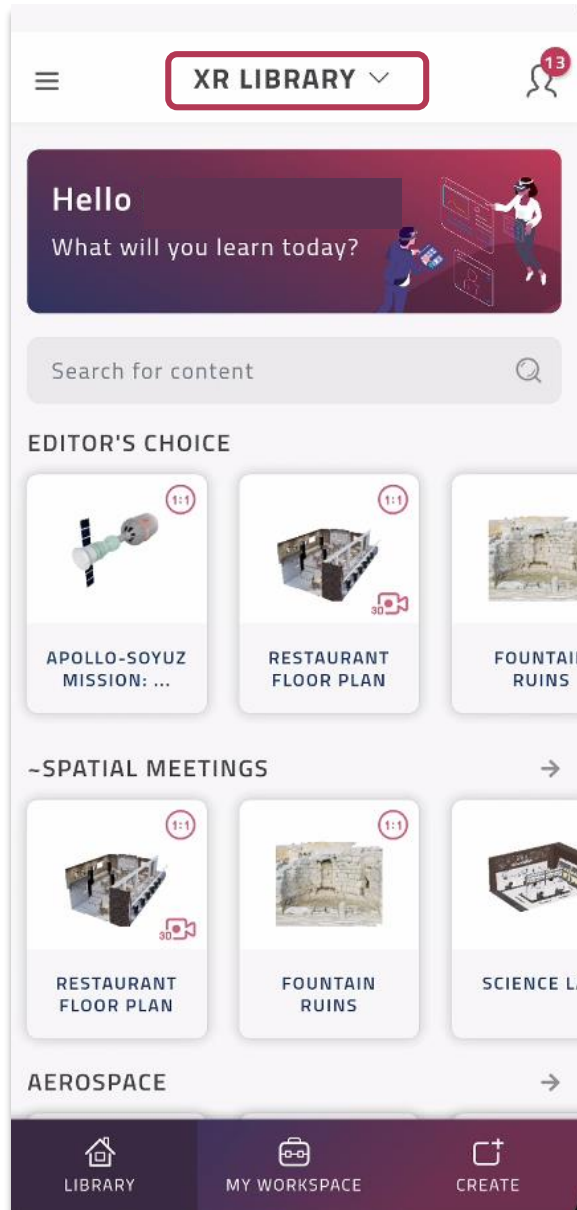 XR LIBRARY
13
Hello
What will you learn today?
Search for content
EDITOR'S CHOICE
1:1
1:1
3D
APOLLO-SOYUZ
MISSION: ...
RESTAURANT
FLOOR PLAN
FOUNTAI
RUINS
~SPATIAL MEETINGS
1:1
1:1
3D
RESTAURANT
FLOOR PLAN
FOUNTAIN
RUINS
SCIENCE L
AEROSPACE
LIBRARY
MY WORKSPACE
CREATE